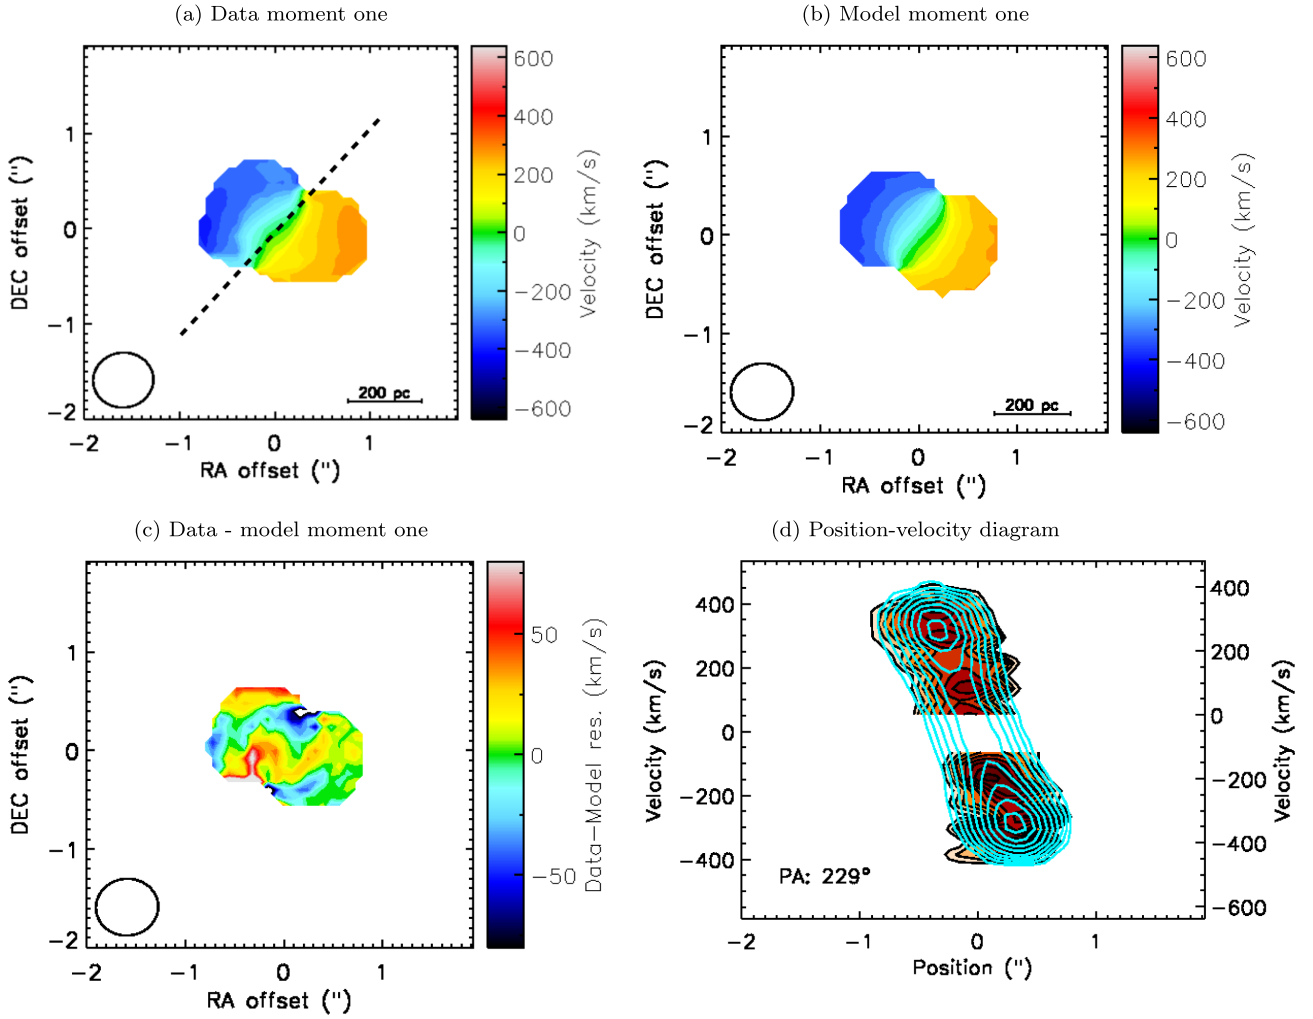 (a) Data moment one
1
0
−1
−2
−2 −1 0 1
DEC offset (")
RA offset (")
200 pc
600
400
200
0
−200
−400
−600
Velocity (km/s)
(b) Model moment one
1
0
−1
−2
−2 −1 0 1
DEC offset (")
RA offset (")
200 pc
600
400
200
0
−200
−400
−600
Velocity (km/s)
(c) Data - model moment one
1
0
−1
−2
−2 −1 0 1
DEC offset (")
RA offset (")
50
0
−50
Data−Model res. (km/s)
(d) Position-velocity diagram
400
200
0
−200
−400
Velocity (km/s)
PA: 229°
−2 −1 0 1
Position (")
400
200
0
−200
−400
−600
Velocity (km/s)